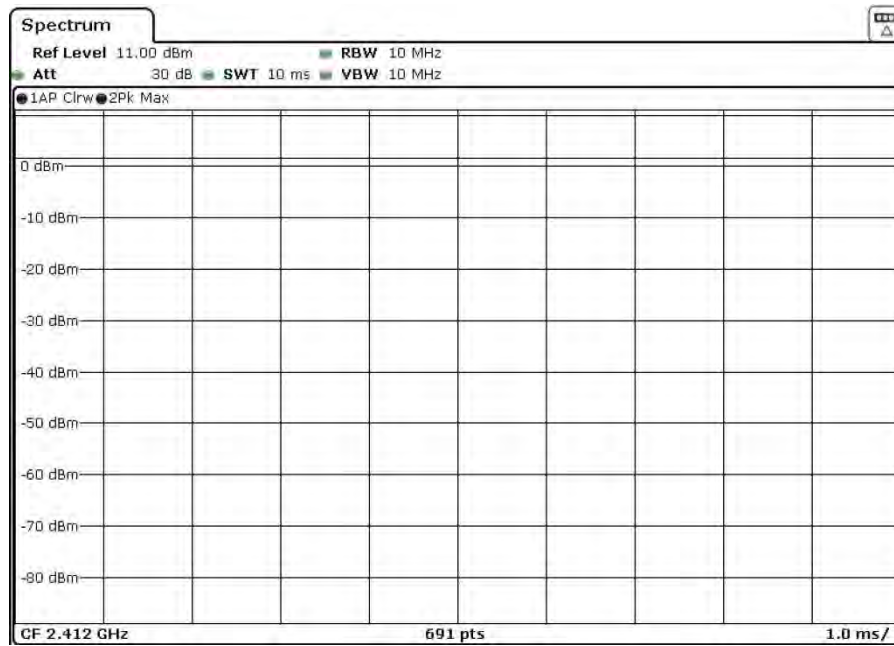 Spectrum
Ref Level 11.00 dBm RBW 10 MHz
Att 30 dB SWT 10 ms VBW 10 MHz
1AP Clrw 2Pk Max
0 dBm
-10 dBm
-20 dBm
-30 dBm
-40 dBm
-50 dBm
-60 dBm
-70 dBm
-80 dBm
CF 2.412 GHz 691 pts 1.0 ms/